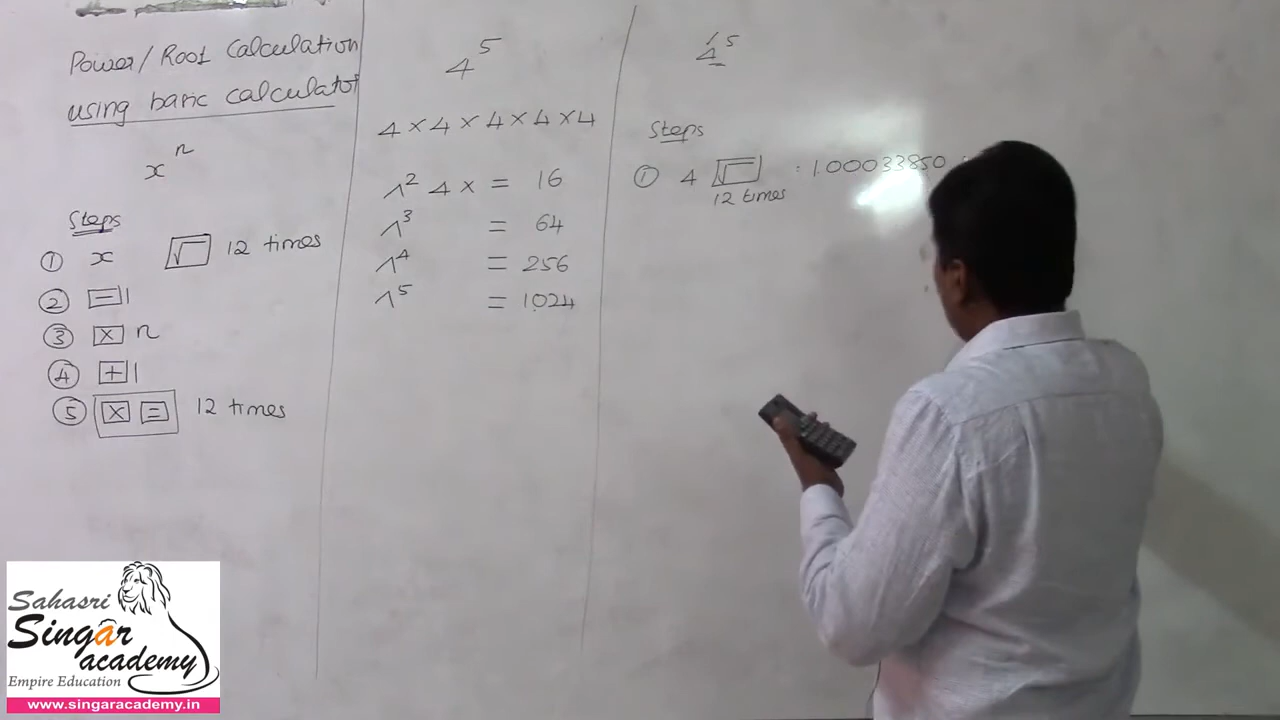 Power/Root Calculation
using basic calculator
x^n
Steps
① x √ 12 times
② - 1
③ × n
④ + 1
⑤ × = 12 times
4^5
4 × 4 × 4 × 4 × 4
^2 4 × = 16
^3 = 64
^4 = 256
^5 = 1024
4^5
Steps
① 4 √ 1.00033850
12 times
Sahasri
Singâr
academy
Empire Education
www.singaracademy.in